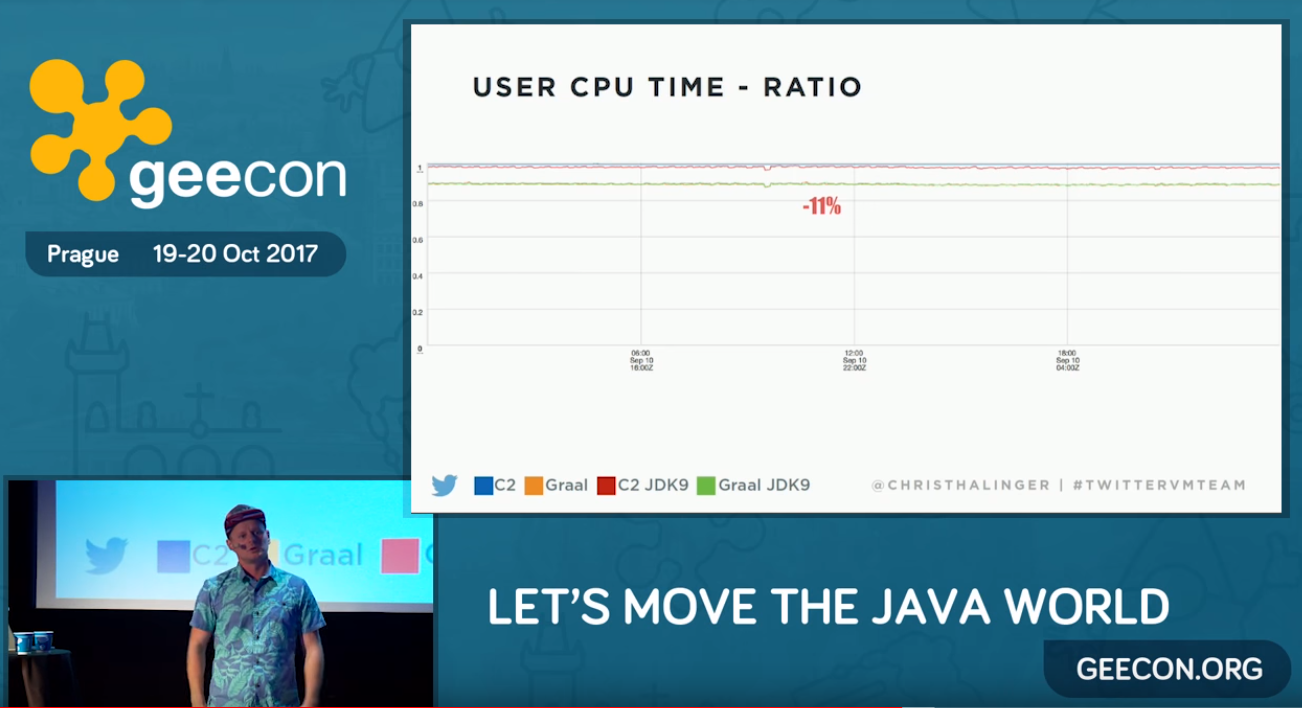 geecon
Prague 19-20 Oct 2017
USER CPU TIME - RATIO
1
0.8
0.6
0.4
0.2
0
-11%
06:00
Sep 10
16:00Z
12:00
Sep 10
22:00Z
18:00
Sep 10
04:00Z
C2 Graal C2 JDK9 Graal JDK9
@CHRISTHALINGER | #TWITTERVMTEAM
C2 Graal C
LET'S MOVE THE JAVA WORLD
GEECON.ORG